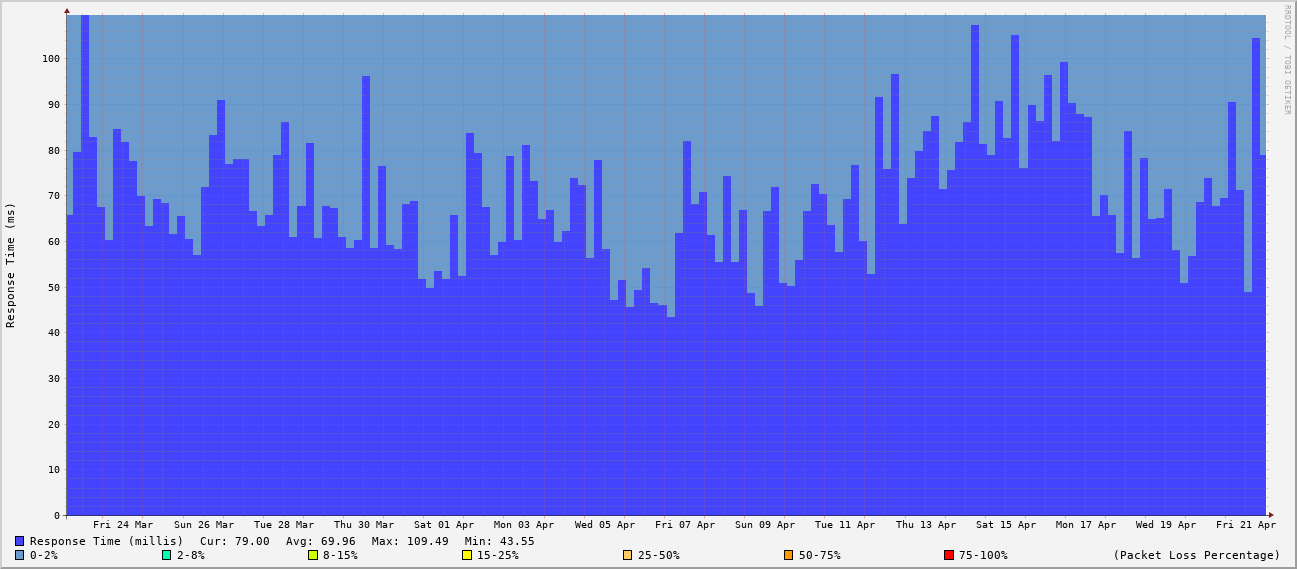 RRDTOOL / TOBI OETIKER
Response Time (ms)
100
90
80
70
60
50
40
30
20
10
0
Fri 24 Mar Sun 26 Mar Tue 28 Mar Thu 30 Mar Sat 01 Apr Mon 03 Apr Wed 05 Apr Fri 07 Apr Sun 09 Apr Tue 11 Apr Thu 13 Apr Sat 15 Apr Mon 17 Apr Wed 19 Apr Fri 21 Apr
Response Time (millis) Cur: 79.00 Avg: 69.96 Max: 109.49 Min: 43.55
0-2% 2-8% 8-15% 15-25% 25-50% 50-75% 75-100% (Packet Loss Percentage)